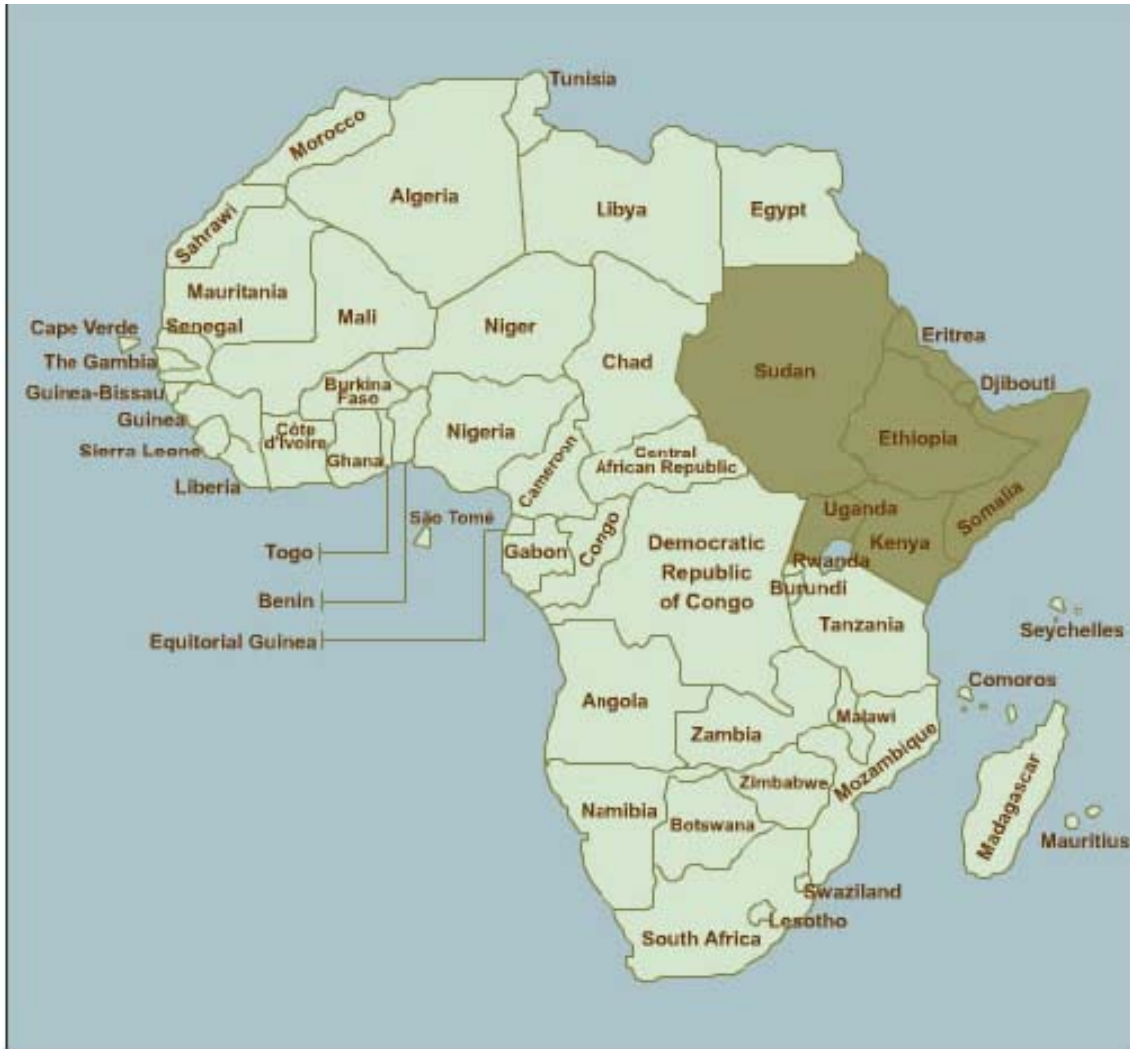 Tunisia
Morocco
Algeria
Libya
Egypt
Sahrawi
Mauritania
Mali
Niger
Chad
Sudan
Eritrea
Cape Verde
Senegal
The Gambia
Guinea-Bissau
Guinea
Sierra Leone
Liberia
Burkina
Faso
Côte
d'Ivoire
Ghana
Nigeria
Cameroon
Central
African Republic
Djibouti
Ethiopia
Somalia
Uganda
Kenya
São Tomé
Togo
Benin
Equitorial Guinea
Gabon
Congo
Democratic
Republic
of Congo
Rwanda
Burundi
Tanzania
Seychelles
Comoros
Angola
Zambia
Malawi
Mozambique
Zimbabwe
Namibia
Botswana
Madagascar
Mauritius
Swaziland
Lesotho
South Africa